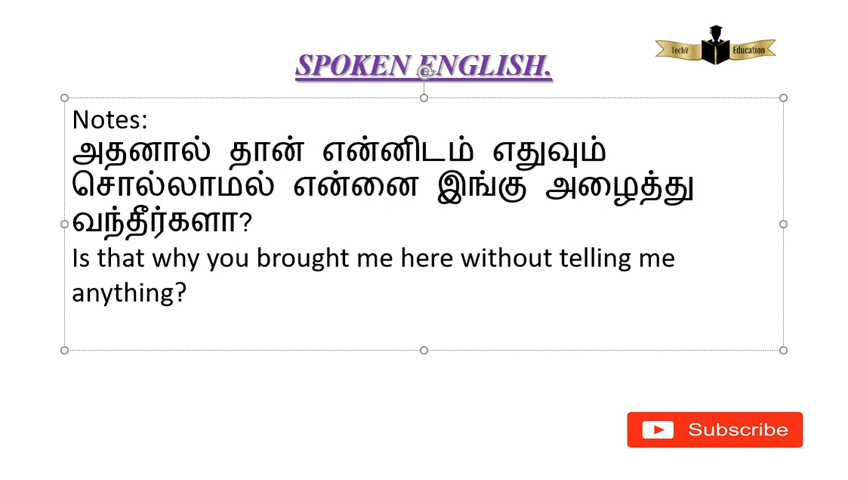 TechY Education
SPOKEN ENGLISH.
Notes:
அதனால் தான் என்னிடம் எதுவும்
சொல்லாமல் என்னை இங்கு அழைத்து
வந்தீர்களா?
Is that why you brought me here without telling me
anything?
Subscribe